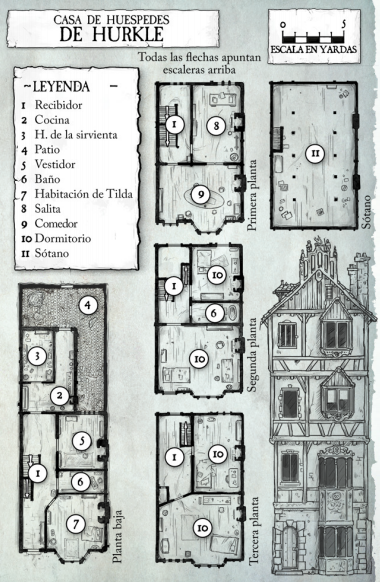 CASA DE HUESPEDES
DE HURKLE
0 5
ESCALA EN YARDAS
Todas las flechas apuntan
escaleras arriba
~LEYENDA –
1 Recibidor
2 Cocina
3 H. de la sirvienta
4 Patio
5 Vestidor
6 Baño
7 Habitación de Tilda
8 Salita
9 Comedor
10 Dormitorio
11 Sótano
1
8
9
Primera planta
11
Sótano
1
10
6
10
Segunda planta
4
3
2
5
1
6
7
Planta baja
1
10
10
Tercera planta